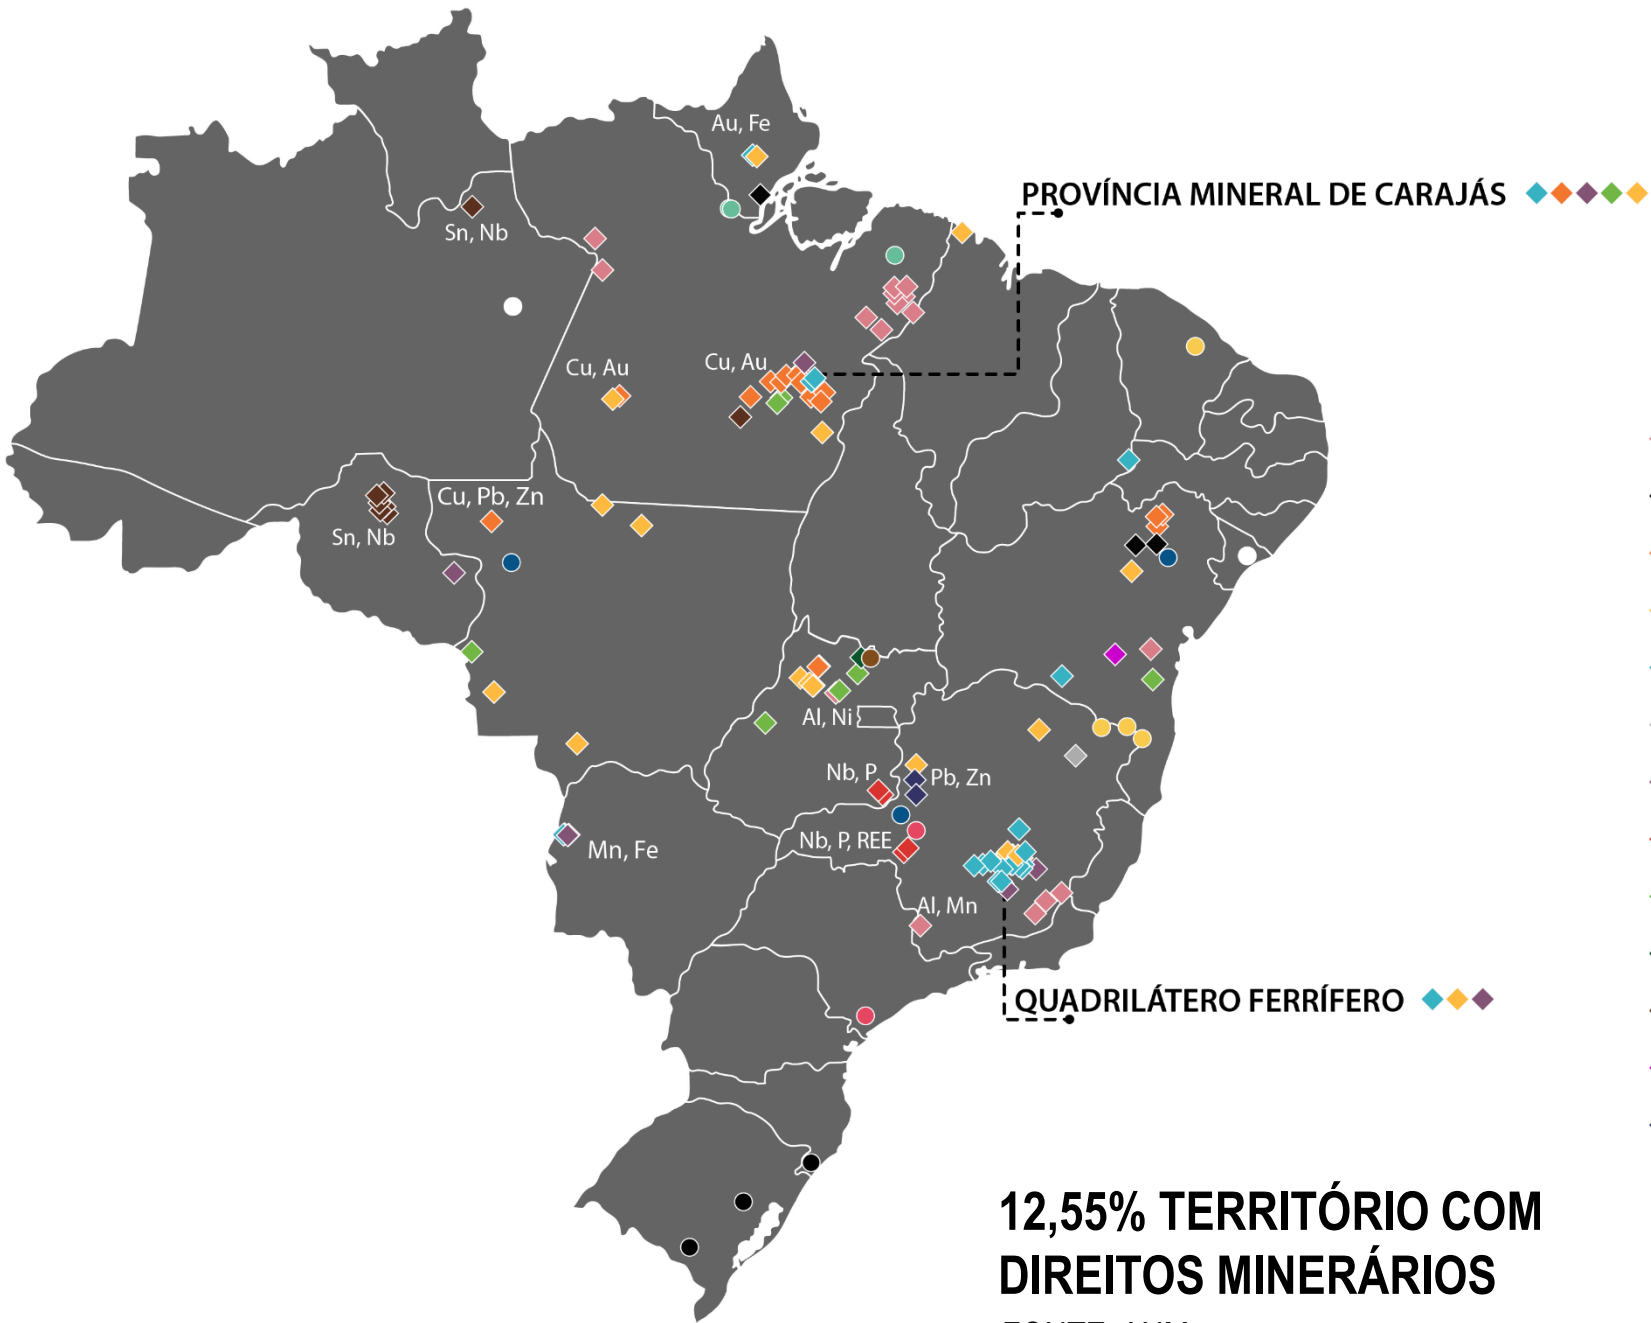 Au, Fe
PROVÍNCIA MINERAL DE CARAJÁS
Sn, Nb
Cu, Au
Cu, Au
Cu, Pb, Zn
Sn, Nb
Al, Ni
Nb, P
Pb, Zn
Nb, P, REE
Mn, Fe
Al, Mn
QUADRILÁTERO FERRÍFERO
12,55% TERRITÓRIO COM
DIREITOS MINERÁRIOS